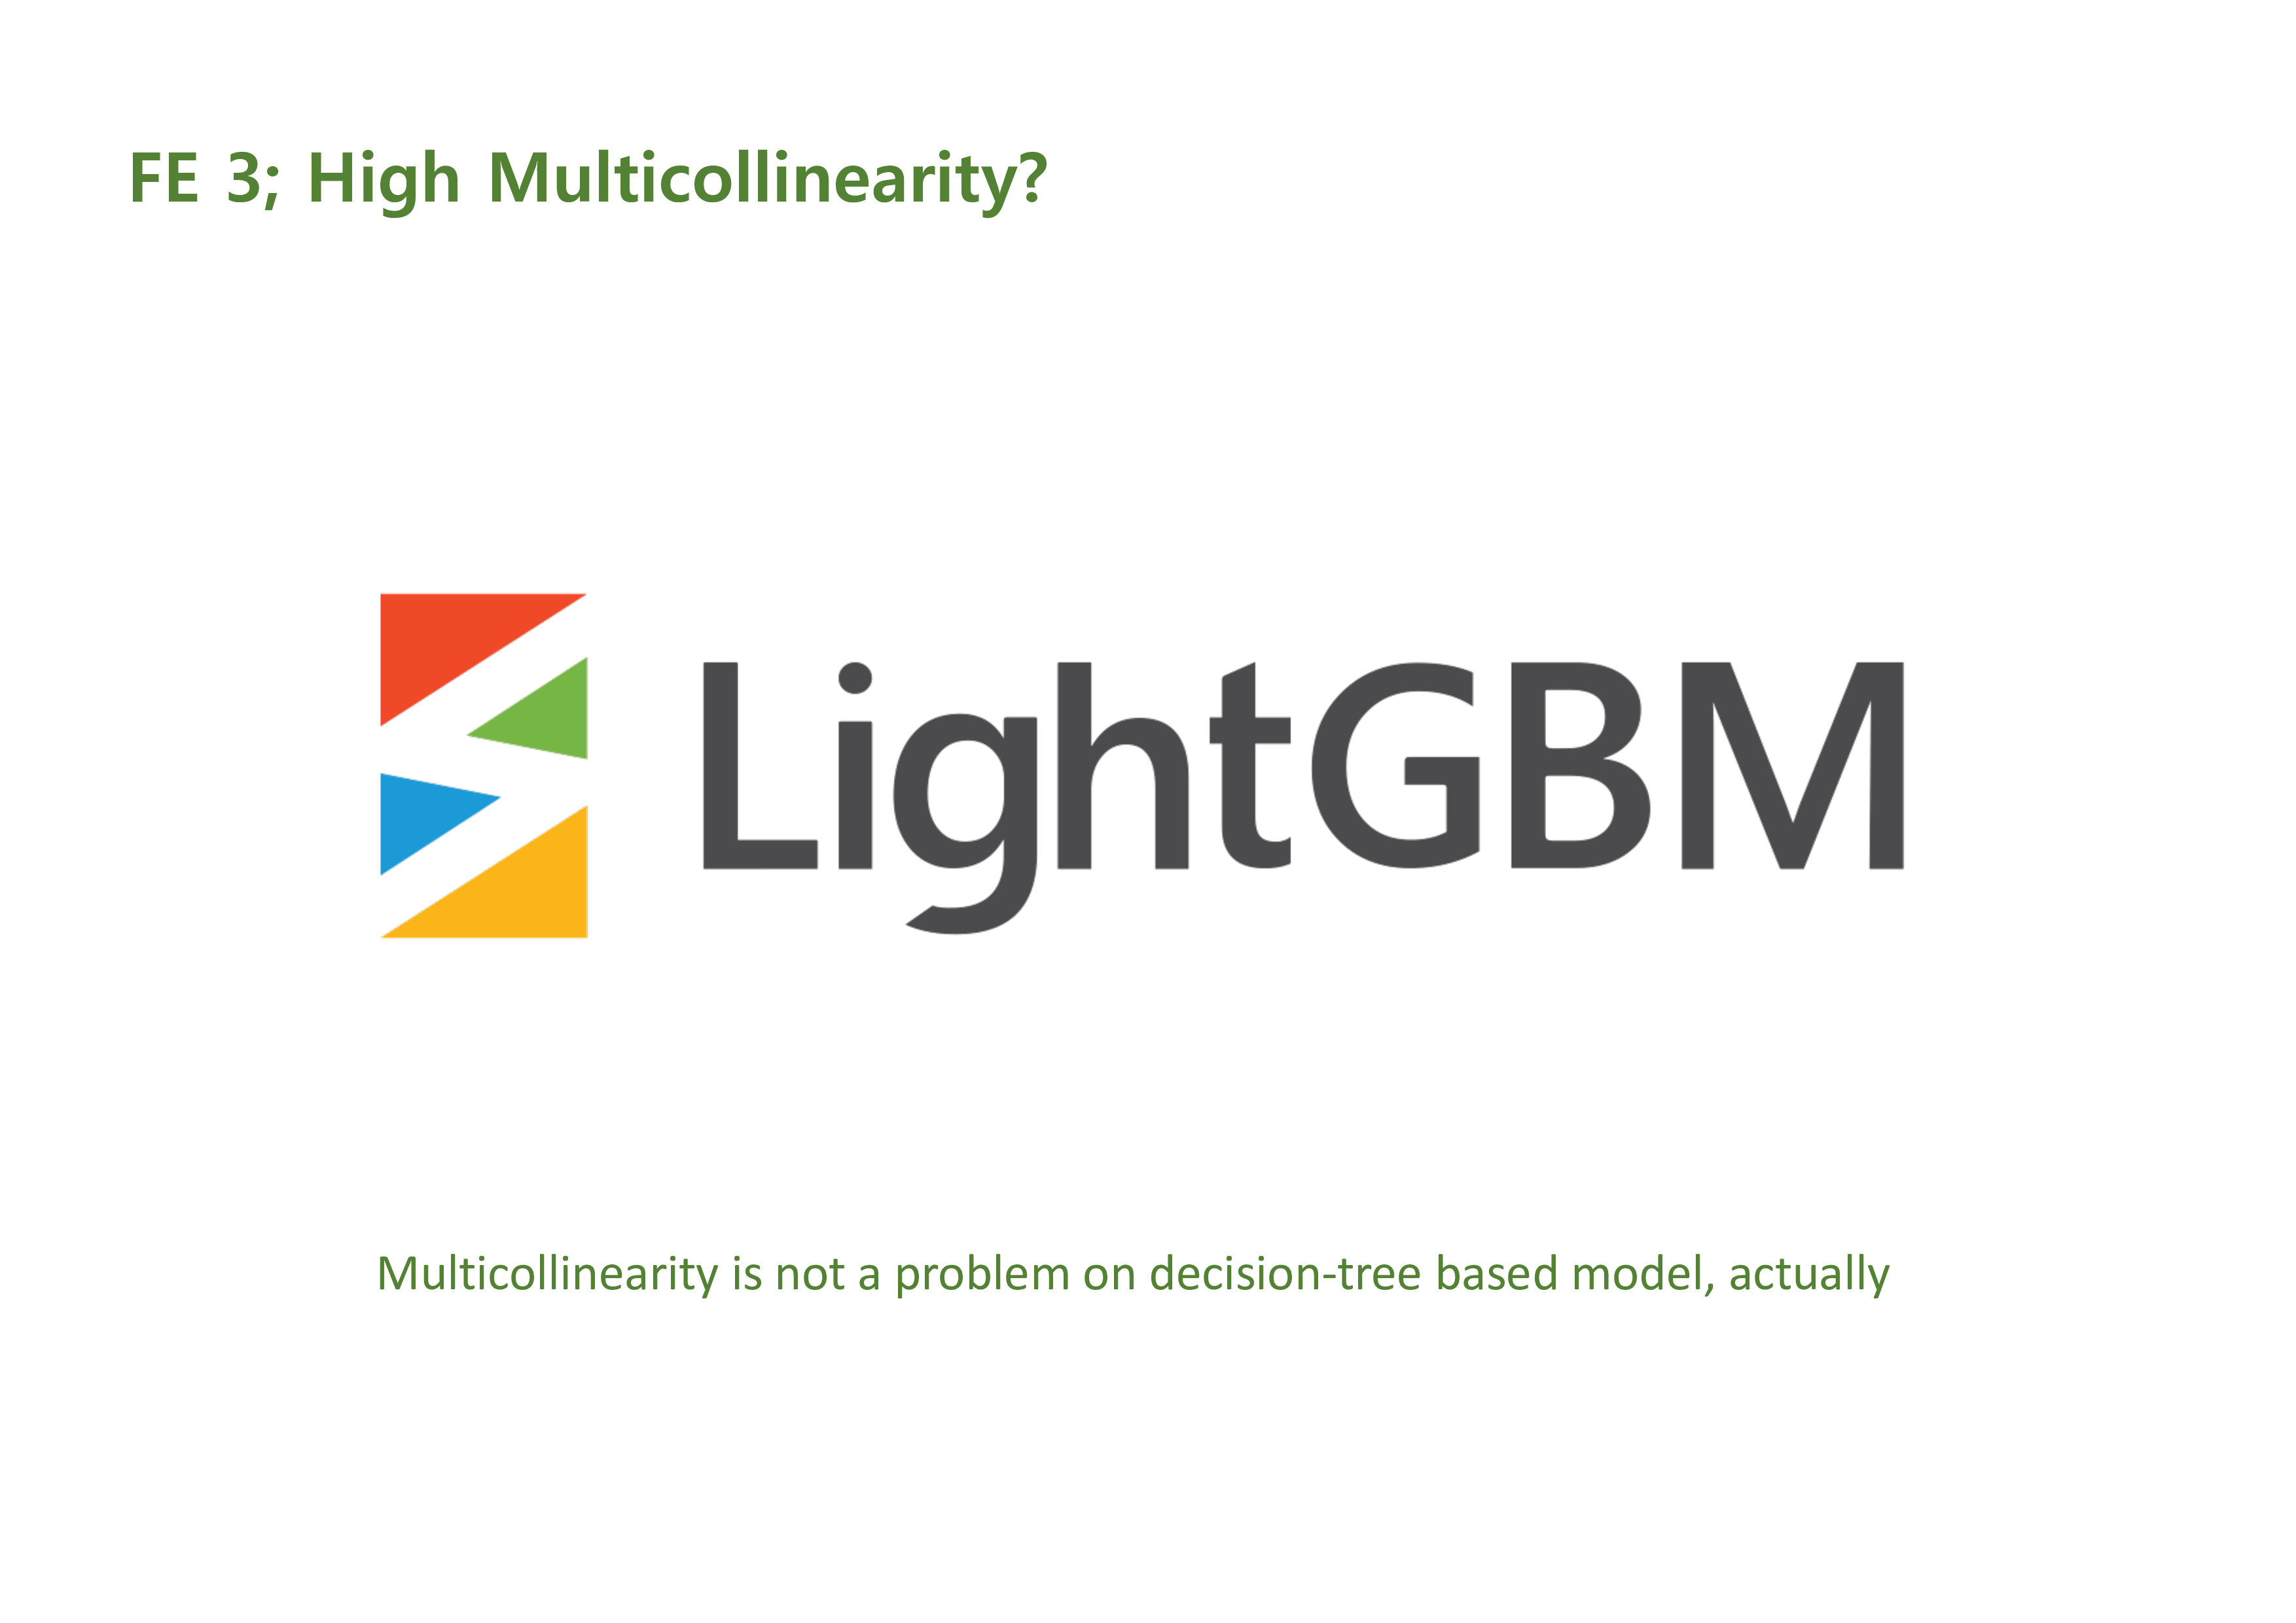 FE 3; High Multicollinearity?
LightGBM
Multicollinearity is not a problem on decision-tree based model, actually